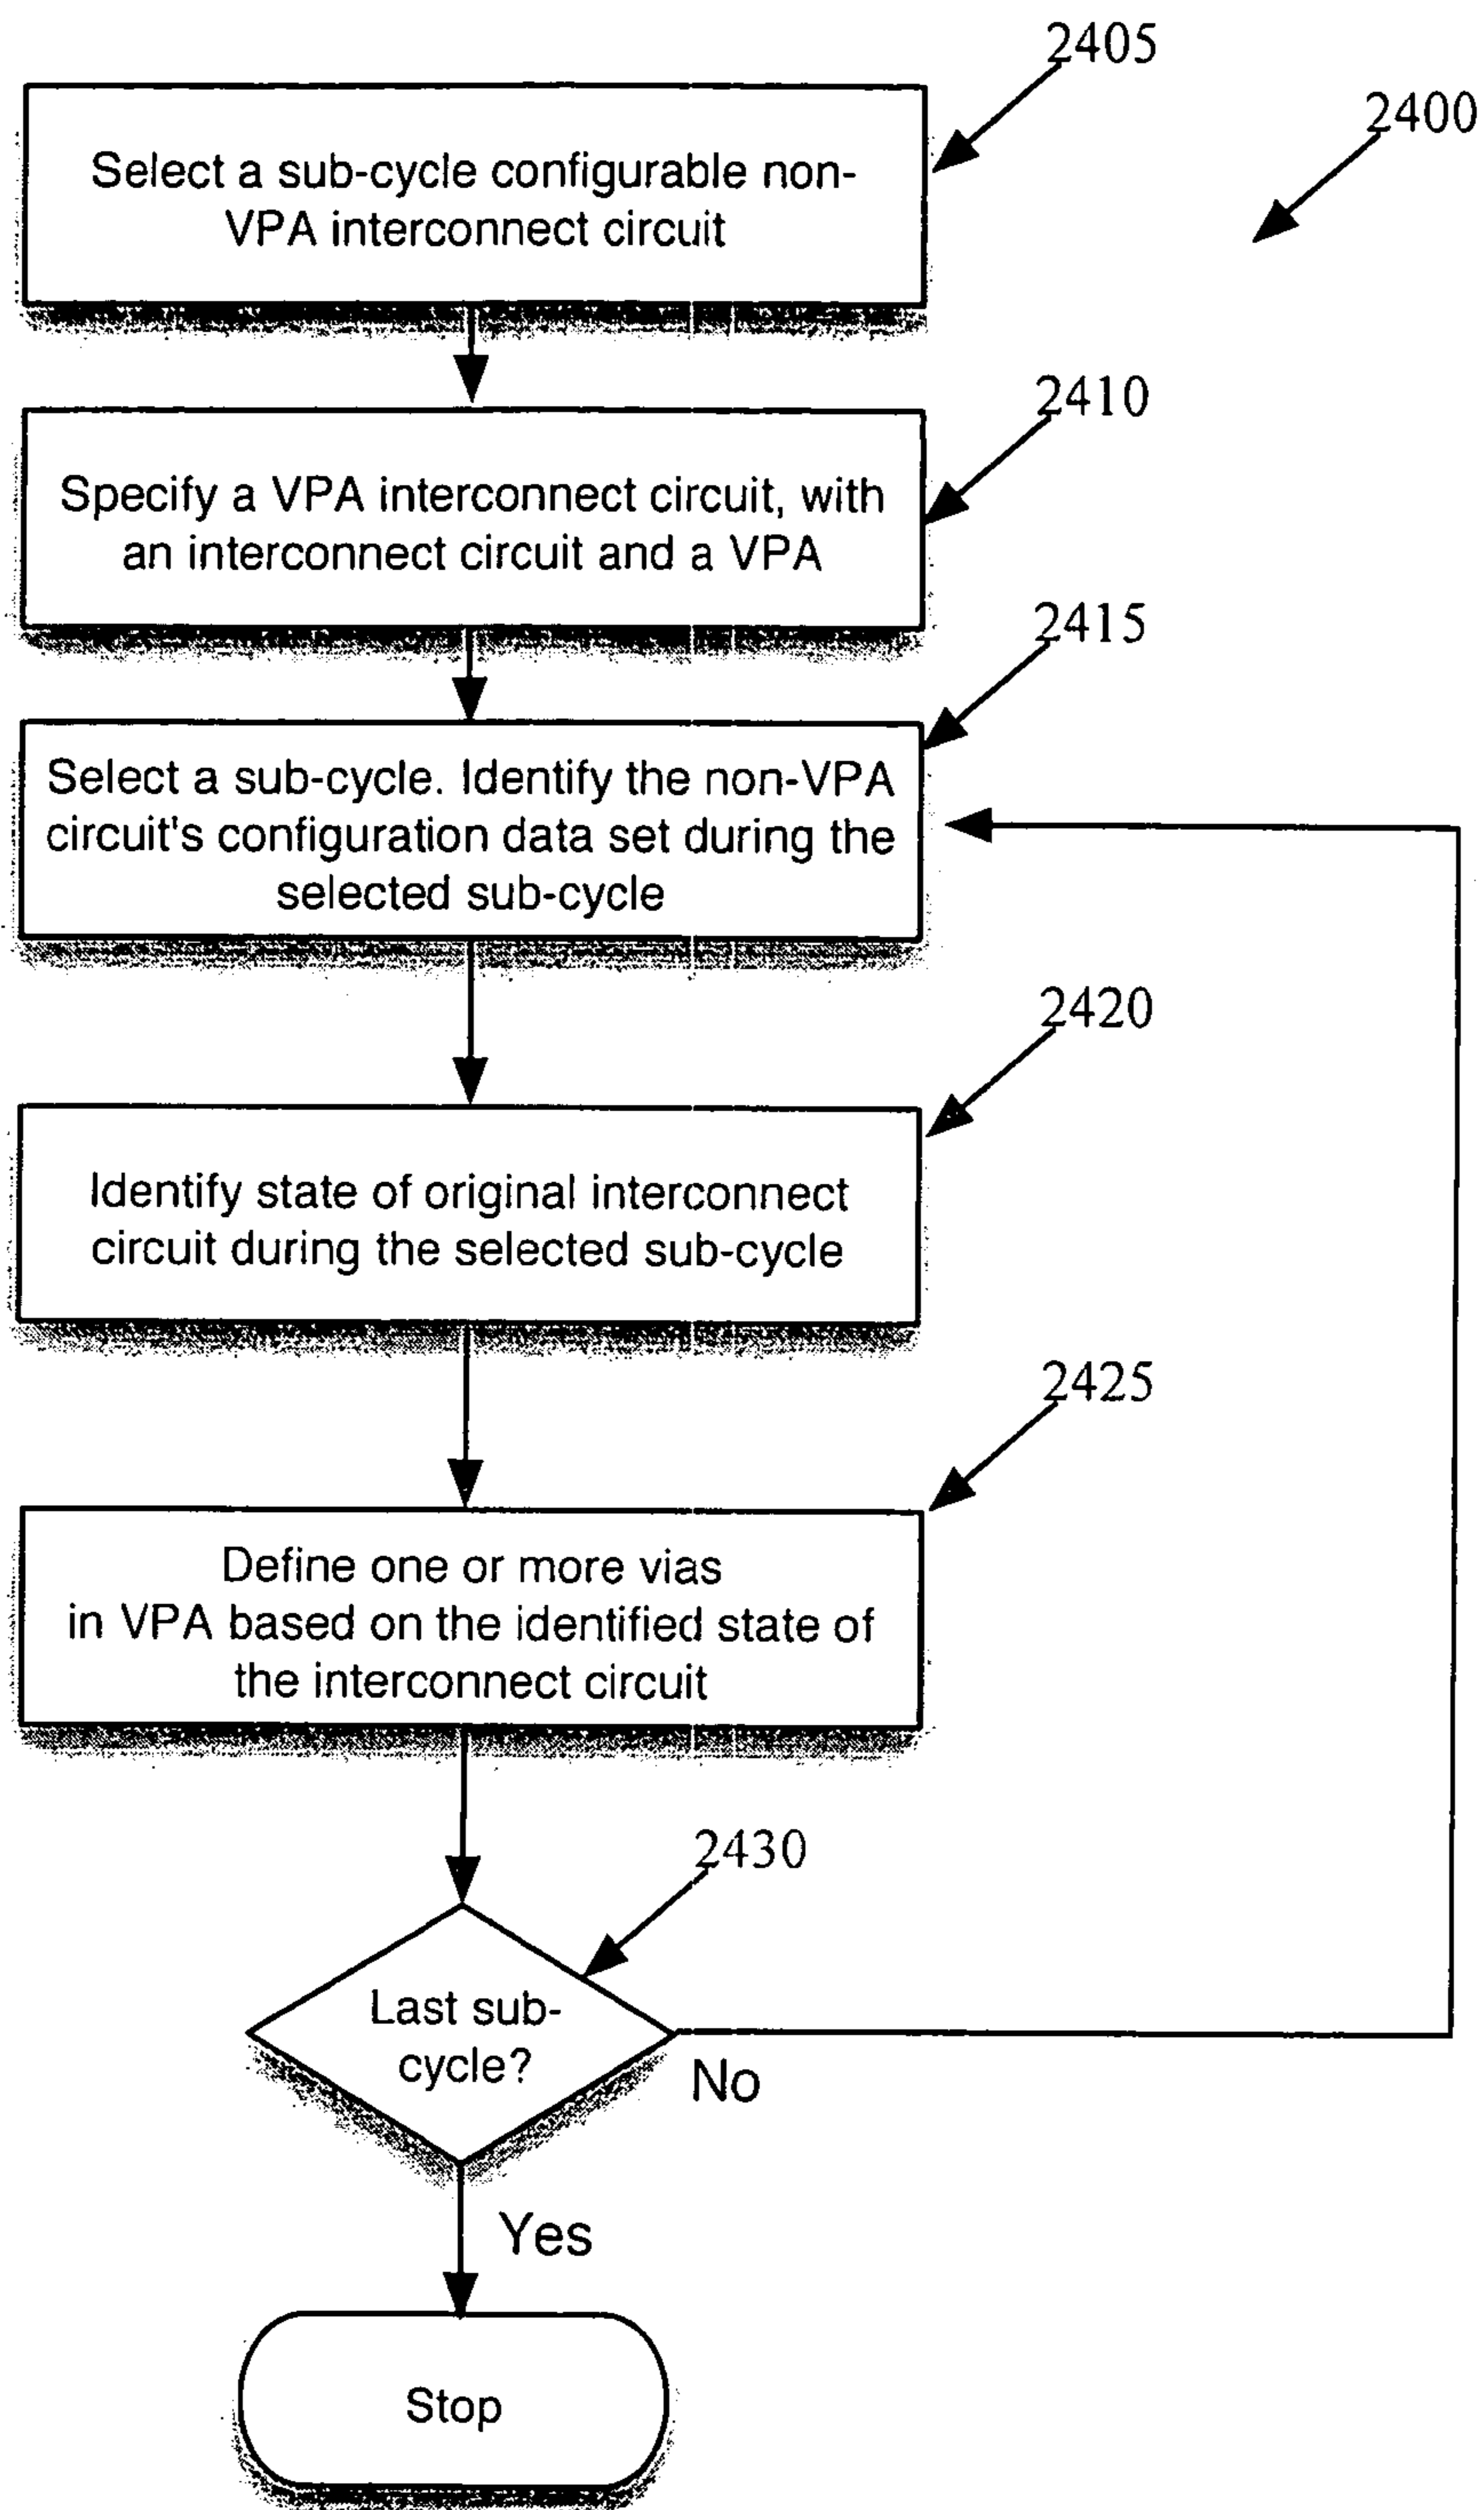 2405
2400
Select a sub-cycle configurable non-
VPA interconnect circuit
2410
Specify a VPA interconnect circuit, with
an interconnect circuit and a VPA
2415
Select a sub-cycle. Identify the non-VPA
circuit's configuration data set during the
selected sub-cycle
2420
Identify state of original interconnect
circuit during the selected sub-cycle
2425
Define one or more vias
in VPA based on the identified state of
the interconnect circuit
2430
Last sub-
cycle?
No
Yes
Stop